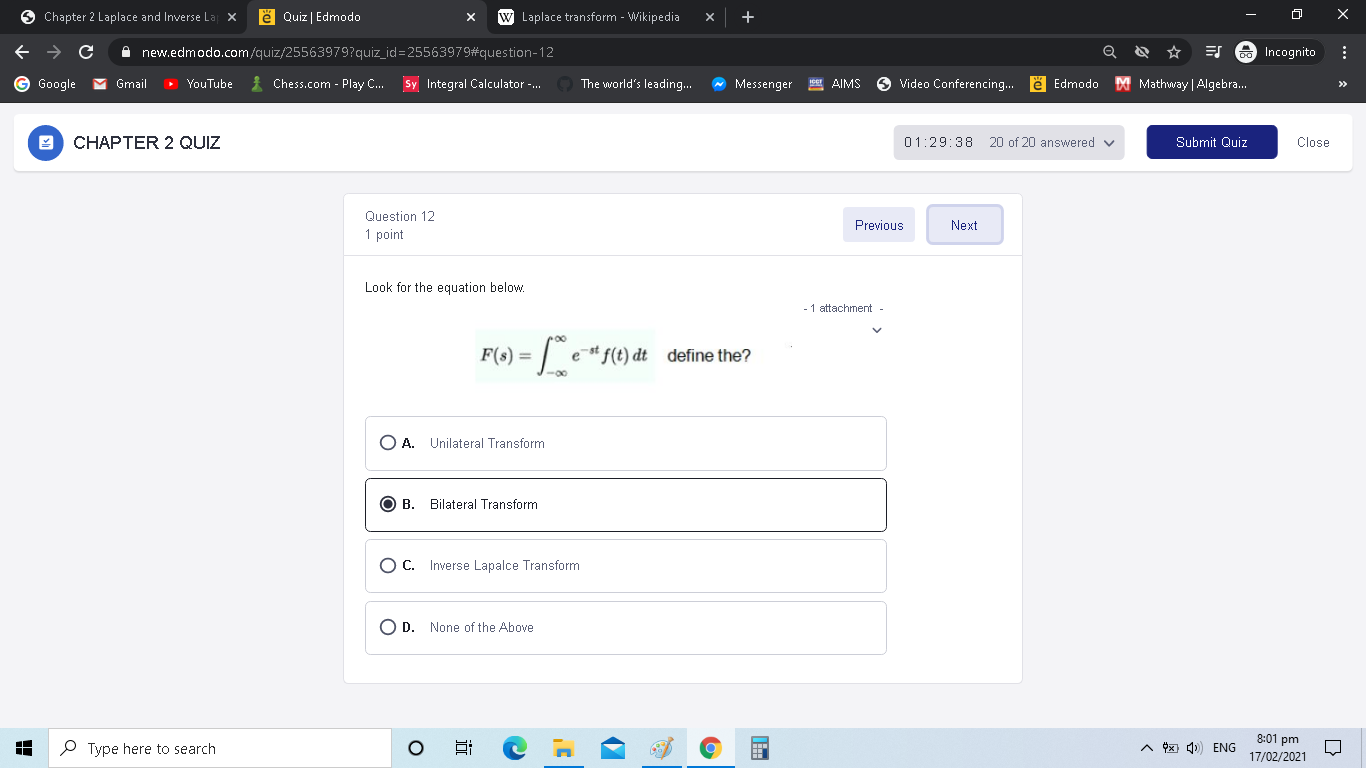 Chapter 2 Laplace and Inverse La
Quiz | Edmodo
Laplace transform - Wikipedia
new.edmodo.com/quiz/25563979?quiz_id=25563979#question-12
Incognito
Google
Gmail
YouTube
Chess.com - Play C...
Sy Integral Calculator -...
The world's leading...
Messenger
AIMS
Video Conferencing...
Edmodo
Mathway | Algebra...
»
CHAPTER 2 QUIZ
01:29:38 20 of 20 answered
Submit Quiz
Close
Question 12
1 point
Previous
Next
Look for the equation below.
- 1 attachment -
F(s) = ∫_{-∞}^{∞} e^{-st} f(t) dt define the?
A. Unilateral Transform
B. Bilateral Transform
C. Inverse Lapalce Transform
D. None of the Above
Type here to search
ENG
8:01 pm
17/02/2021